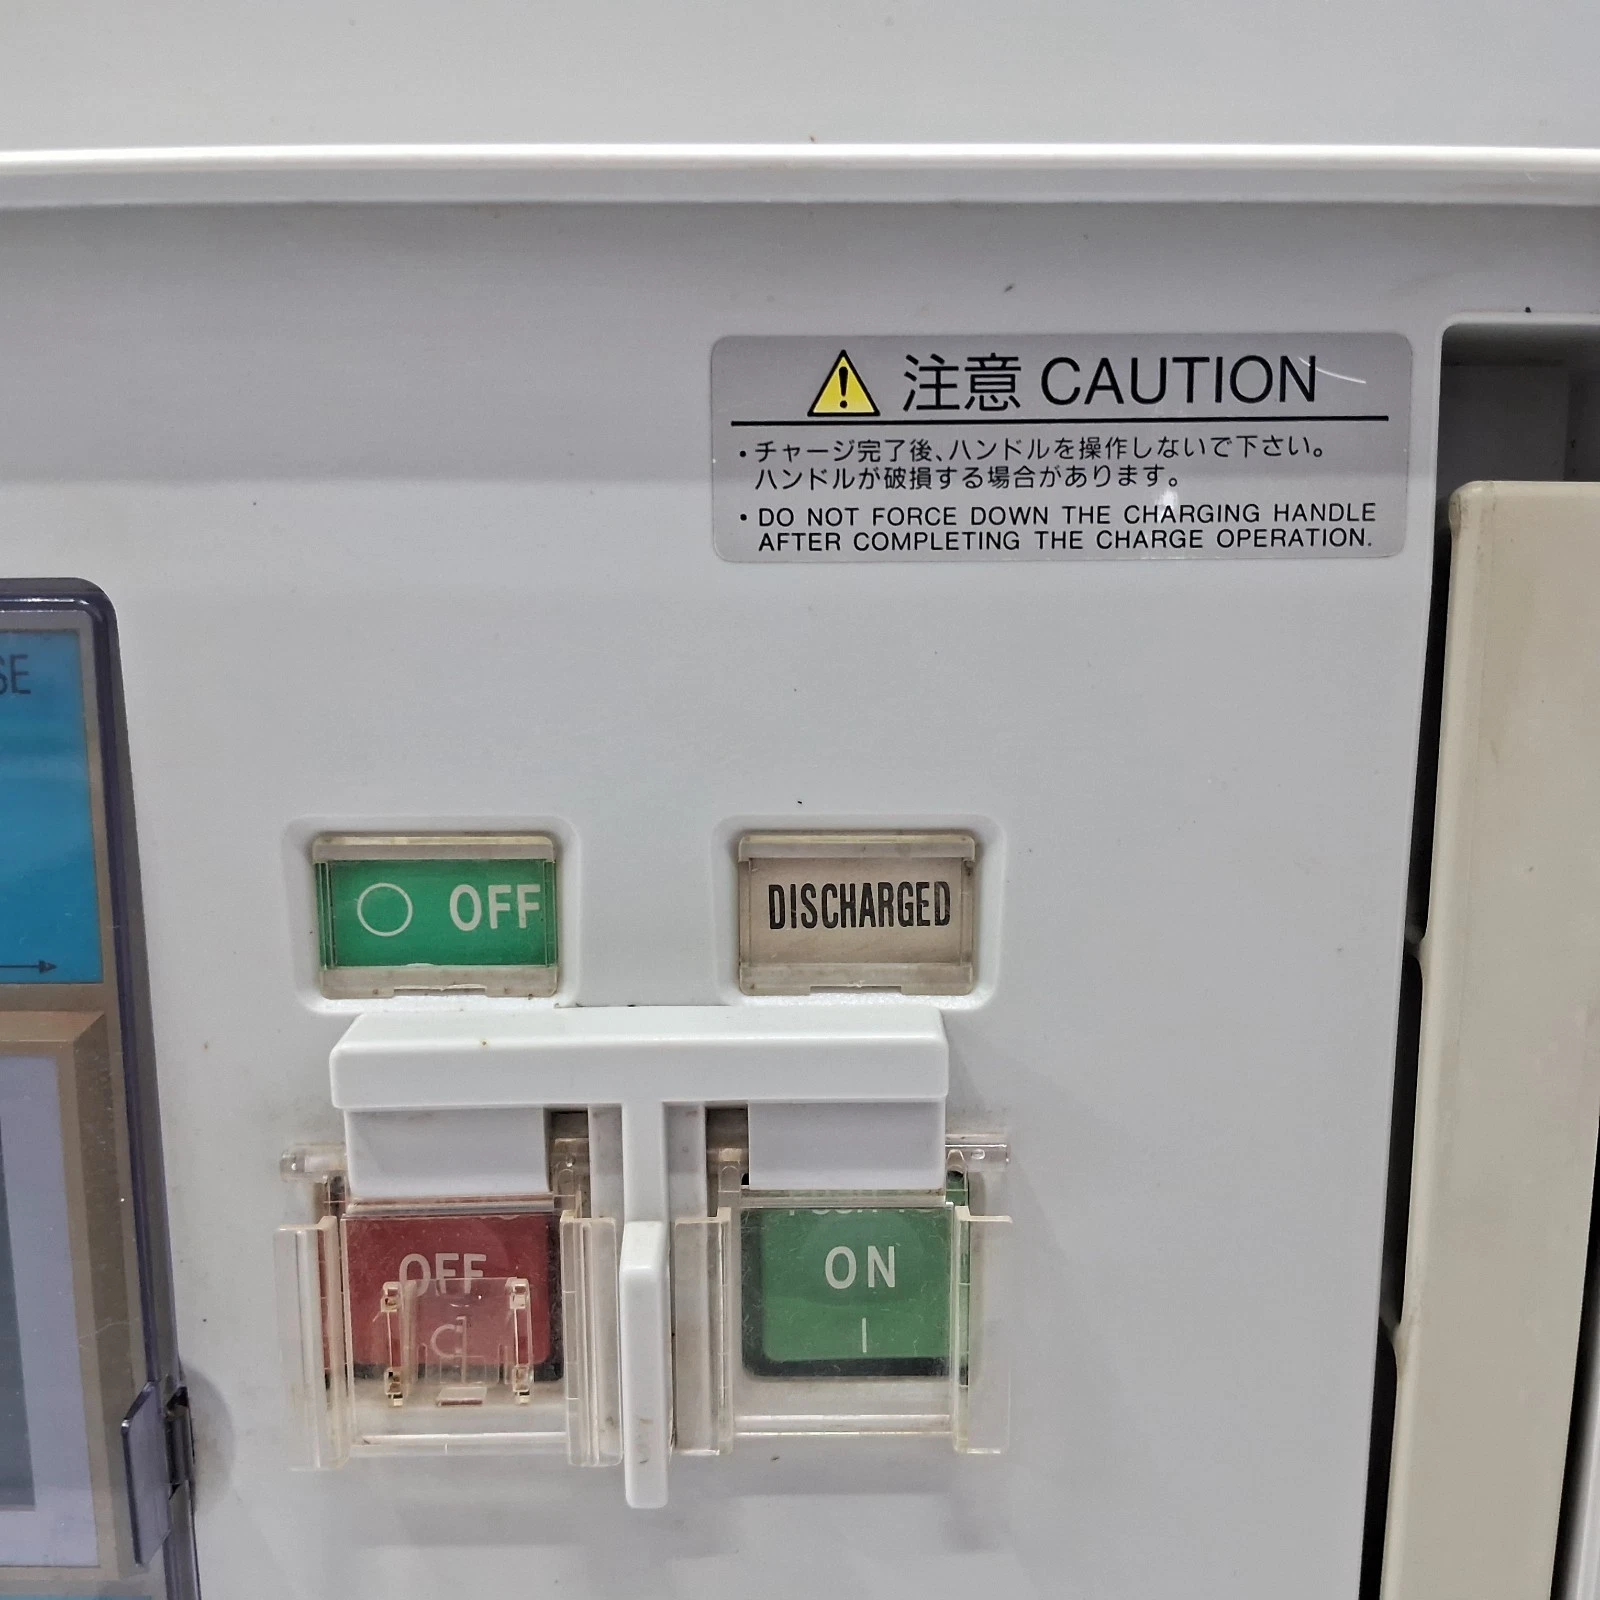 注意 CAUTION
・チャージ完了後、ハンドルを操作しないで下さい。
ハンドルが破損する場合があります。
・DO NOT FORCE DOWN THE CHARGING HANDLE
AFTER COMPLETING THE CHARGE OPERATION.
SE
OFF
DISCHARGED
OFF
ON